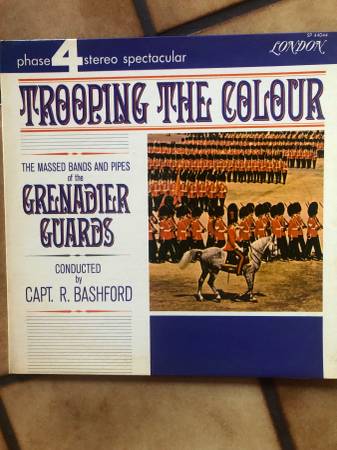 phase 4 stereo spectacular
SP 44044
LONDON
TROOPING THE COLOUR
THE MASSED BANDS AND PIPES
of the
GRENADIER
GUARDS
CONDUCTED
by
CAPT. R. BASHFORD